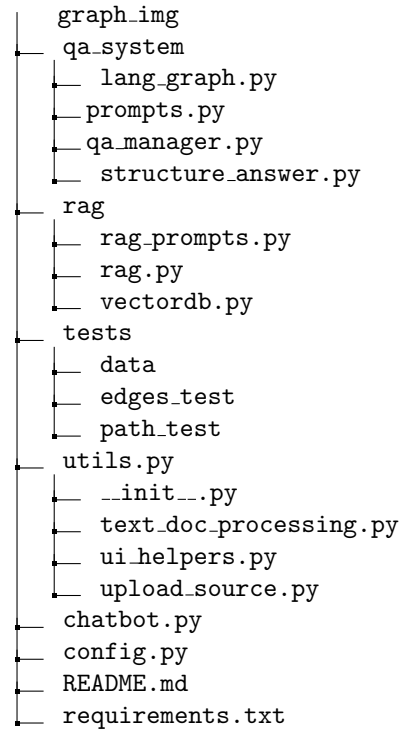 graph_img
qa_system
lang_graph.py
prompts.py
qa_manager.py
structure_answer.py
rag
rag_prompts.py
rag.py
vectordb.py
tests
data
edges_test
path_test
utils.py
__init__.py
text_doc_processing.py
ui_helpers.py
upload_source.py
chatbot.py
config.py
README.md
requirements.txt